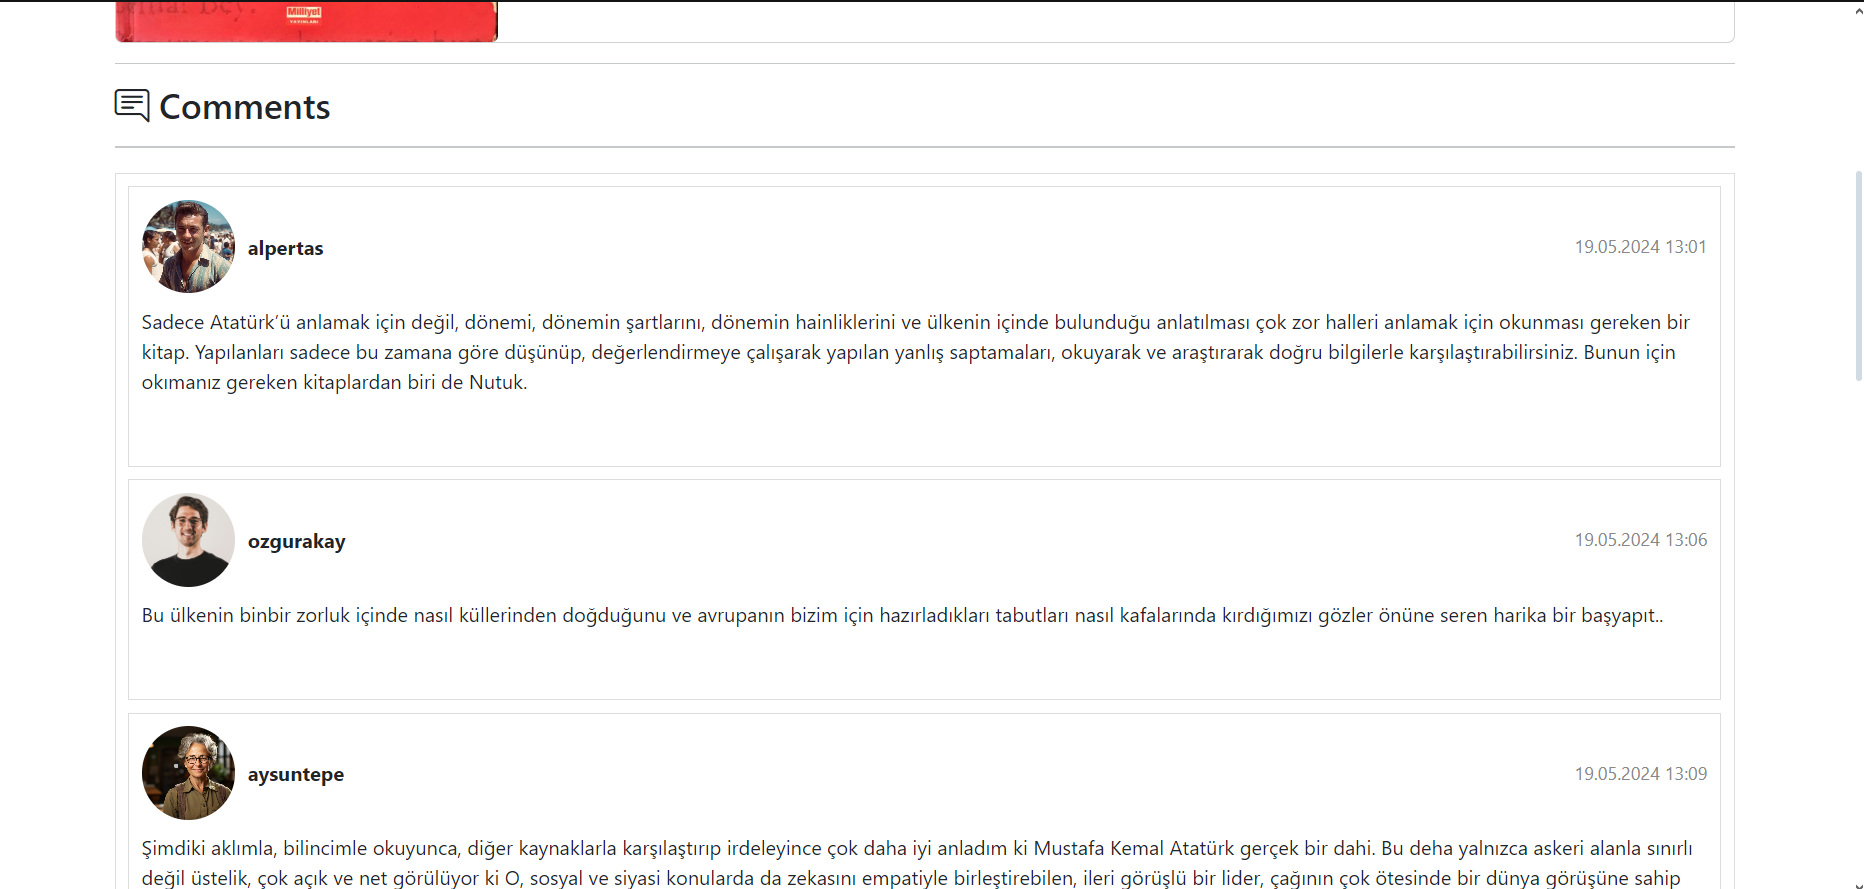 Milliyet
YAYINLARI
Comments
alpertas
19.05.2024 13:01
Sadece Atatürk’ü anlamak için değil, dönemi, dönemin şartlarını, dönemin hainliklerini ve ülkenin içinde bulunduğu anlatılması çok zor halleri anlamak için okunması gereken bir
kitap. Yapılanları sadece bu zamana göre düşünüp, değerlendirmeye çalışarak yapılan yanlış saptamaları, okuyarak ve araştırarak doğru bilgilerle karşılaştırabilirsiniz. Bunun için
okımanız gereken kitaplardan biri de Nutuk.
ozgurakay
19.05.2024 13:06
Bu ülkenin binbir zorluk içinde nasıl küllerinden doğduğunu ve avrupanın bizim için hazırladıkları tabutları nasıl kafalarında kırdığımızı gözler önüne seren harika bir başyapıt..
aysuntepe
19.05.2024 13:09
Şimdiki aklımla, bilincimle okuyunca, diğer kaynaklarla karşılaştırıp irdeleyince çok daha iyi anladım ki Mustafa Kemal Atatürk gerçek bir dahi. Bu deha yalnızca askeri alanla sınırlı
değil üstelik, çok açık ve net görülüyor ki O, sosyal ve siyasi konularda da zekasını empatiyle birleştirebilen, ileri görüşlü bir lider, çağının çok ötesinde bir dünya görüşüne sahip